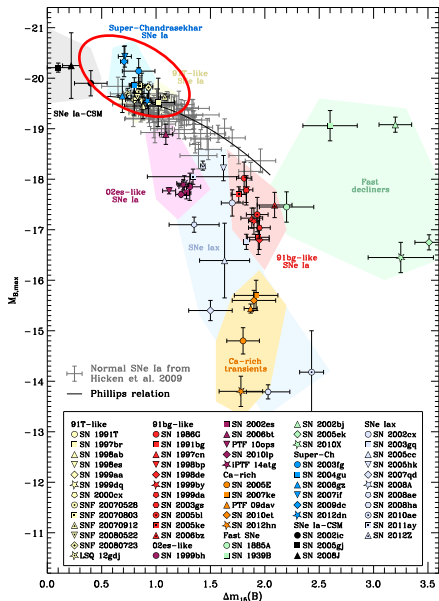 -21
-20
-19
-18
-17
-16
-15
-14
-13
-12
-11
-10
M_B,max
Super-Chandrasekhar
SNe Ia
91T-like
SNe Ia
SNe Ia-CSM
02es-like
SNe Ia
Fast
decliners
SNe Iax
91bg-like
SNe Ia
Ca-rich
transients
Normal SNe Ia from
Hicken et al. 2009
Phillips relation
91T-like
SN 1991T
SN 1997br
SN 1998ab
SN 1998es
SN 1999aa
SN 1999dq
SN 2000cx
SNF 20070528
SNF 20070803
SNF 20070912
SNF 20080522
SNF 20080723
LSQ 12gdj
91bg-like
SN 1986G
SN 1991bg
SN 1997cn
SN 1998bp
SN 1998de
SN 1999by
SN 1999da
SN 2003gs
SN 2005bl
SN 2005ke
SN 2006bz
02es-like
SN 1999bh
SN 2002es
SN 2006bt
PTF 10ops
SN 2010lp
iPTF 14atg
Ca-rich
SN 2005E
SN 2007ke
PTF 09dav
SN 2010et
SN 2012hn
Fast SNe
SN 1885A
SN 1939B
SN 2002bj
SN 2005ek
SN 2010X
Super-Ch
SN 2003fg
SN 2004gu
SN 2006gz
SN 2007if
SN 2009dc
SN 2012dn
SNe Ia-CSM
SN 2002ic
SN 2005gj
SN 2008J
SNe Iax
SN 2002cx
SN 2003gq
SN 2005cc
SN 2005hk
SN 2007qd
SN 2008A
SN 2008ae
SN 2008ha
SN 2010ae
SN 2011ay
SN 2012Z
0.0 0.5 1.0 1.5 2.0 2.5 3.0 3.5
Δm₁₅(B)